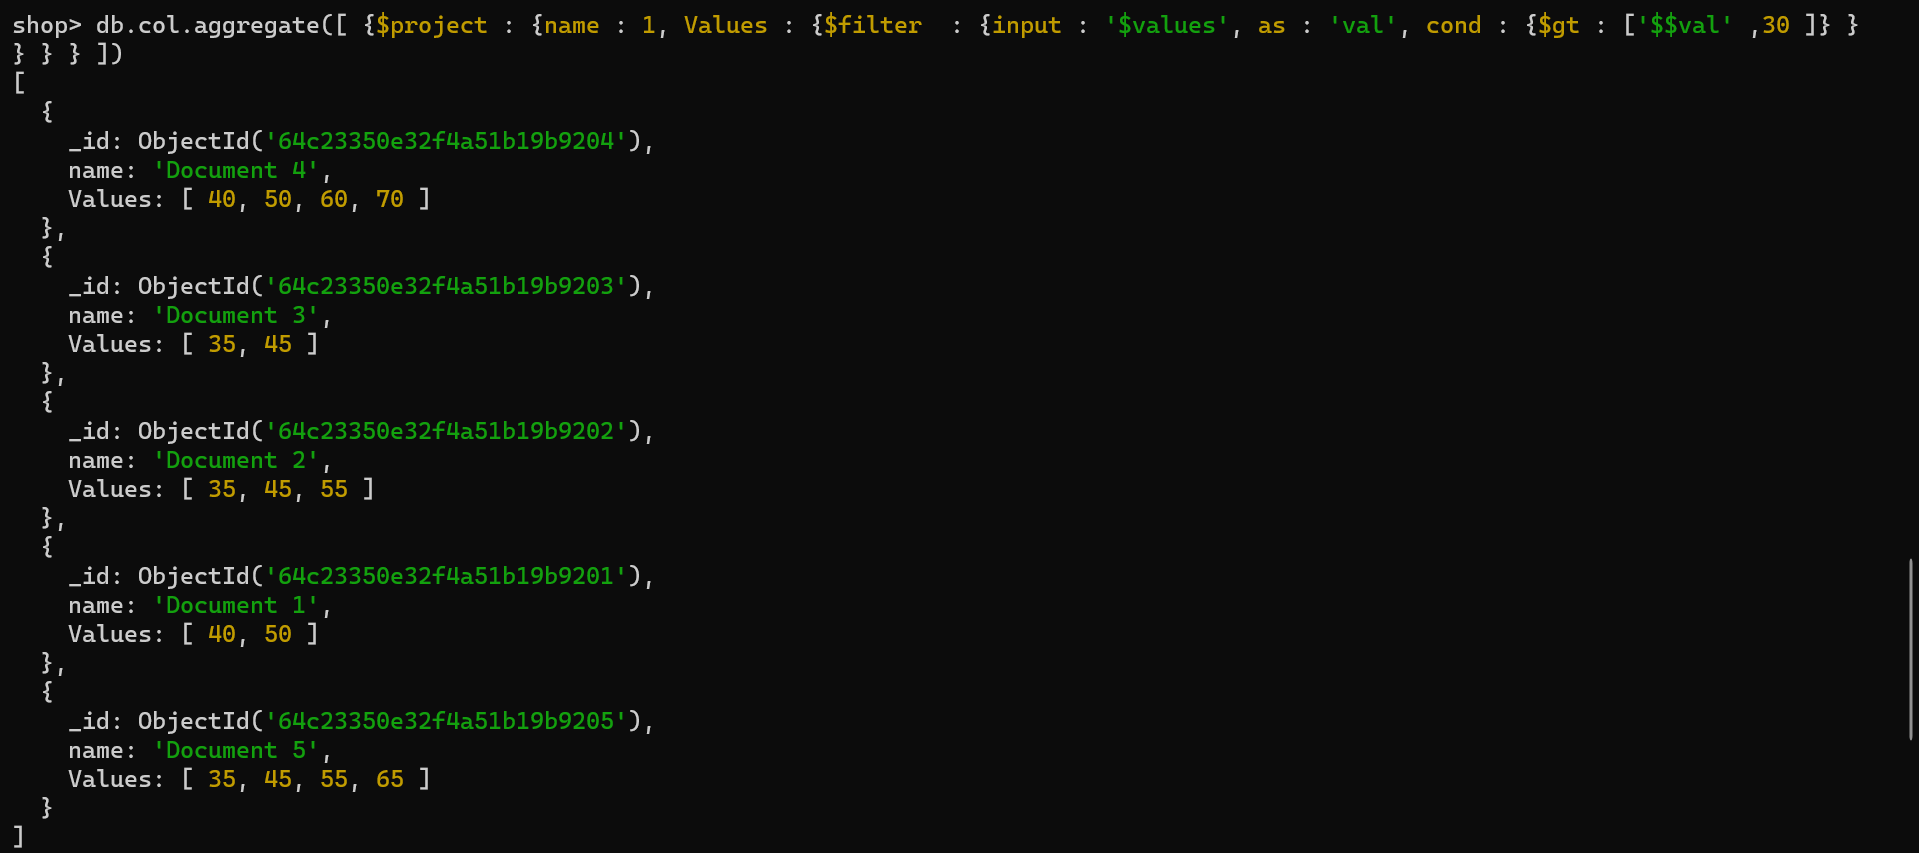 shop> db.col.aggregate([ {$project : {name : 1, Values : {$filter  : {input : '$values', as : 'val', cond : {$gt : ['$$val' ,30 ]} }
} } } ])
[
  {
    _id: ObjectId('64c23350e32f4a51b19b9204'),
    name: 'Document 4',
    Values: [ 40, 50, 60, 70 ]
  },
  {
    _id: ObjectId('64c23350e32f4a51b19b9203'),
    name: 'Document 3',
    Values: [ 35, 45 ]
  },
  {
    _id: ObjectId('64c23350e32f4a51b19b9202'),
    name: 'Document 2',
    Values: [ 35, 45, 55 ]
  },
  {
    _id: ObjectId('64c23350e32f4a51b19b9201'),
    name: 'Document 1',
    Values: [ 40, 50 ]
  },
  {
    _id: ObjectId('64c23350e32f4a51b19b9205'),
    name: 'Document 5',
    Values: [ 35, 45, 55, 65 ]
  }
]